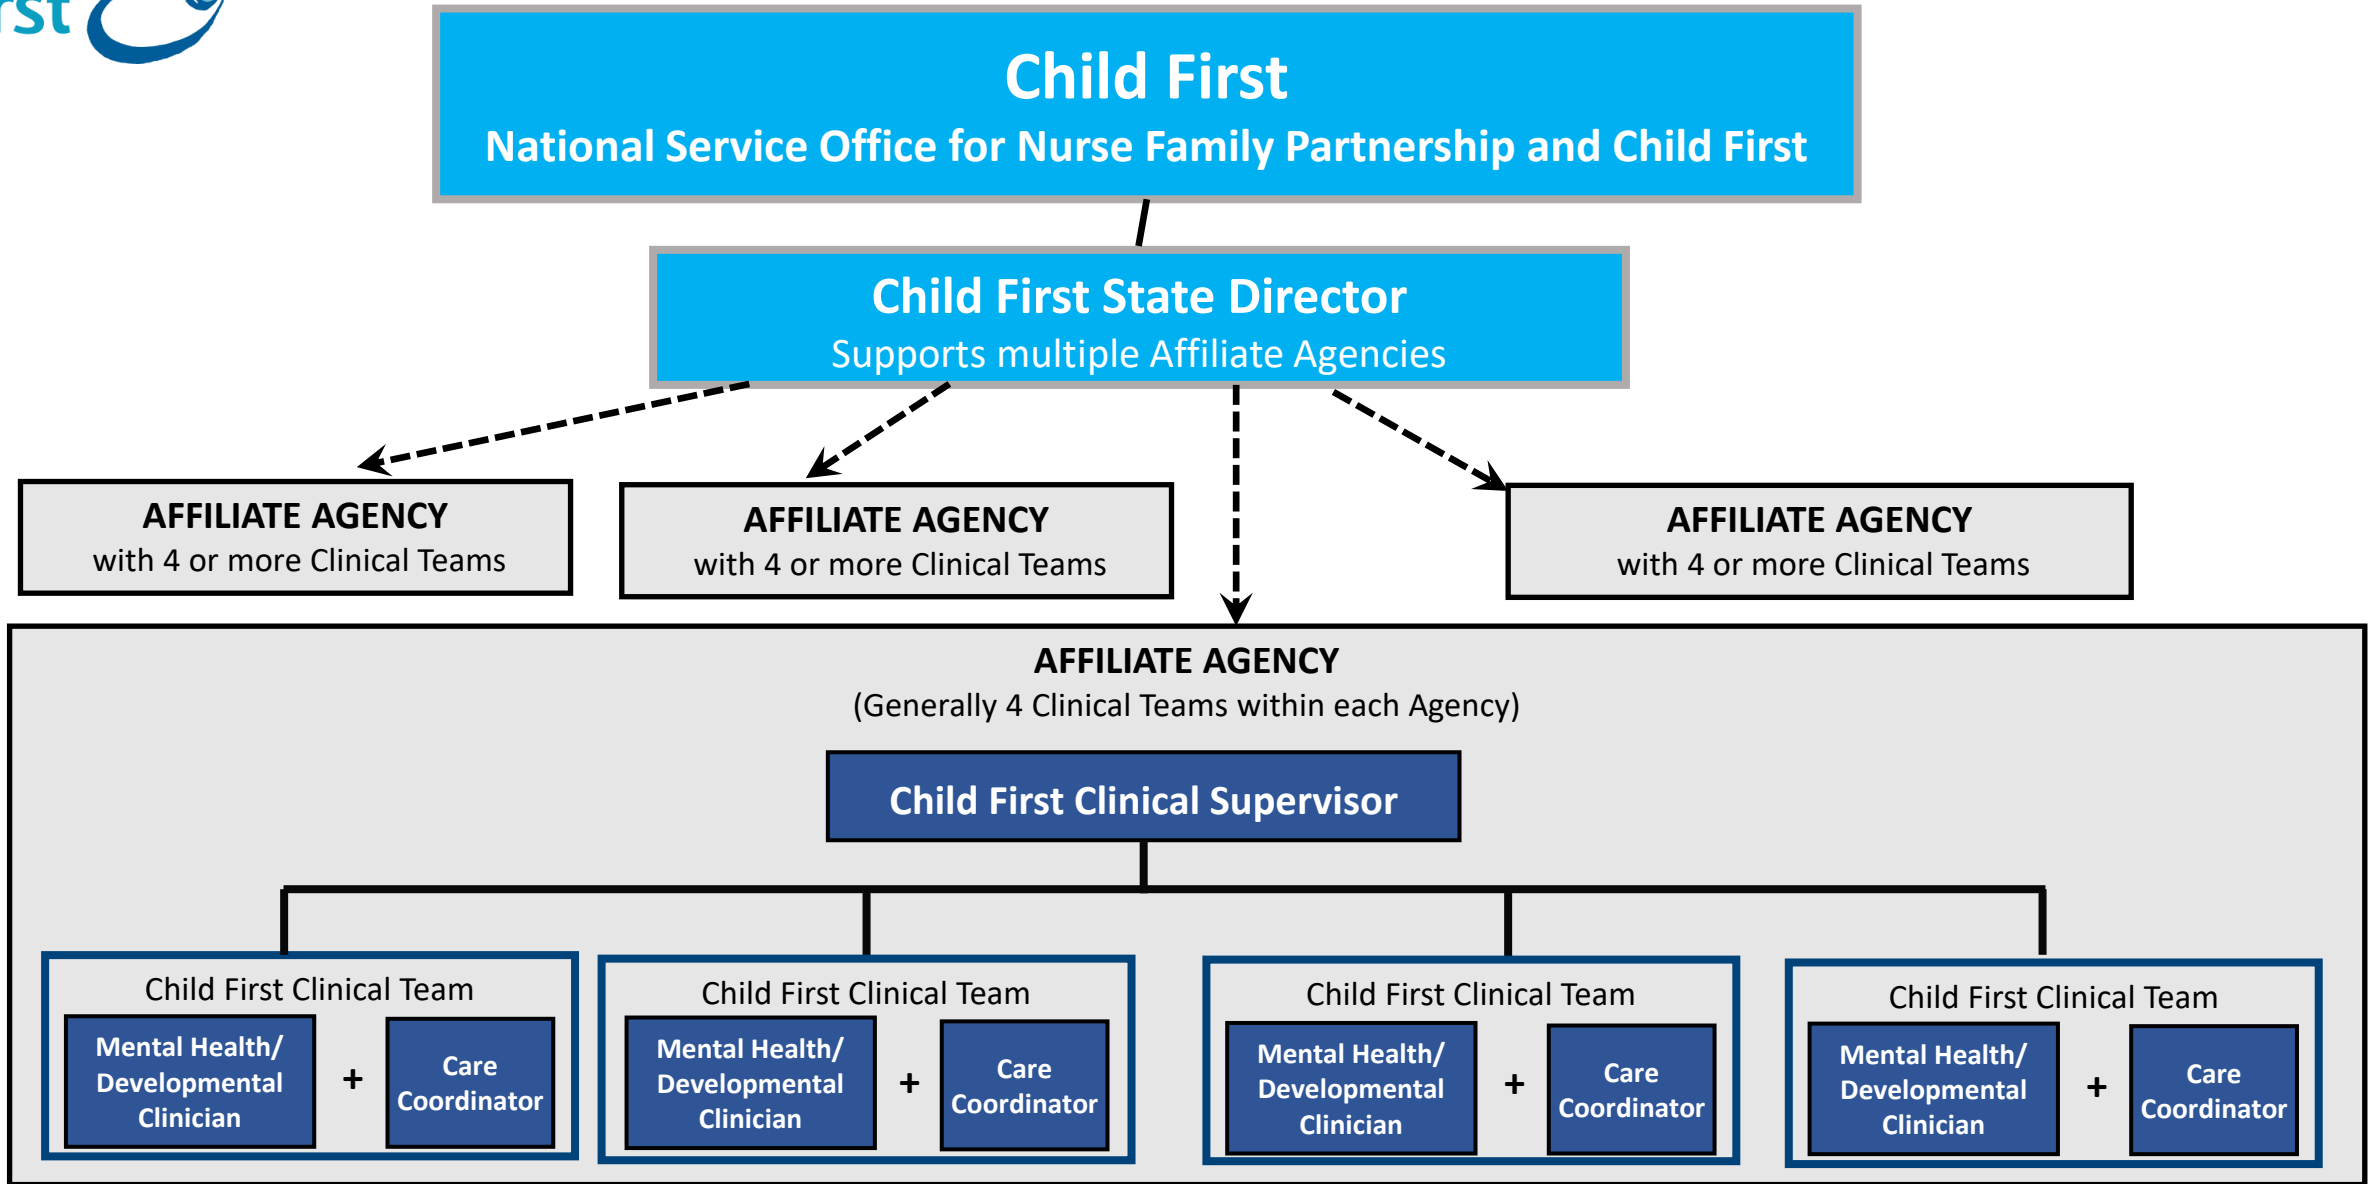 Child First
National Service Office for Nurse Family Partnership and Child First
Child First State Director
Supports multiple Affiliate Agencies
AFFILIATE AGENCY
with 4 or more Clinical Teams
AFFILIATE AGENCY
with 4 or more Clinical Teams
AFFILIATE AGENCY
with 4 or more Clinical Teams
AFFILIATE AGENCY
(Generally 4 Clinical Teams within each Agency)
Child First Clinical Supervisor
Child First Clinical Team
Mental Health/
Developmental
Clinician
+
Care
Coordinator
Child First Clinical Team
Mental Health/
Developmental
Clinician
+
Care
Coordinator
Child First Clinical Team
Mental Health/
Developmental
Clinician
+
Care
Coordinator
Child First Clinical Team
Mental Health/
Developmental
Clinician
+
Care
Coordinator